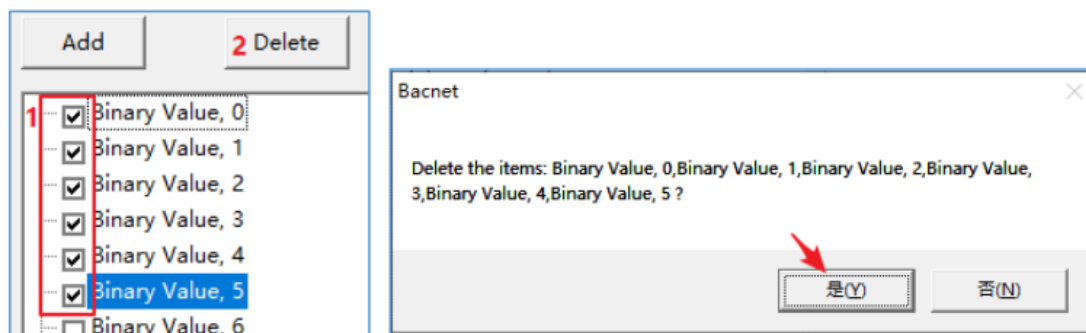 Add
2 Delete
1
Binary Value, 0
Binary Value, 1
Binary Value, 2
Binary Value, 3
Binary Value, 4
Binary Value, 5
Binary Value, 6
Bacnet
Delete the items: Binary Value, 0,Binary Value, 1,Binary Value, 2,Binary Value,
3,Binary Value, 4,Binary Value, 5 ?
是(Y)
否(N)